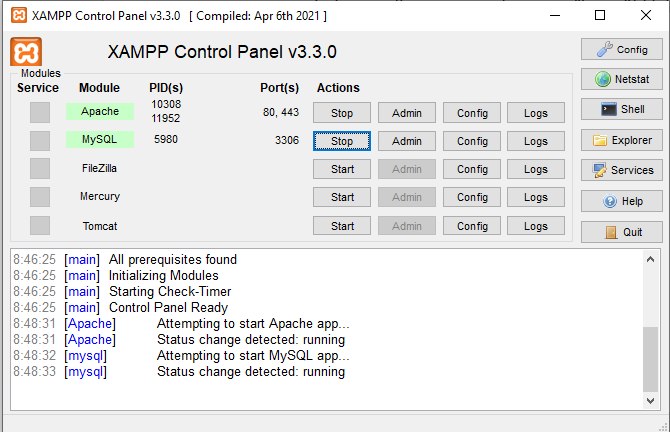 XAMPP Control Panel v3.3.0 [ Compiled: Apr 6th 2021 ]
XAMPP Control Panel v3.3.0
Config
Modules
Service Module PID(s) Port(s) Actions
Netstat
Apache 10308 11952 80, 443 Stop Admin Config Logs
Shell
MySQL 5980 3306 Stop Admin Config Logs
Explorer
FileZilla Start Admin Config Logs
Services
Mercury Start Admin Config Logs
Help
Tomcat Start Admin Config Logs
Quit
8:46:25 [main] All prerequisites found
8:46:25 [main] Initializing Modules
8:46:25 [main] Starting Check-Timer
8:46:25 [main] Control Panel Ready
8:48:31 [Apache] Attempting to start Apache app...
8:48:31 [Apache] Status change detected: running
8:48:32 [mysql] Attempting to start MySQL app...
8:48:33 [mysql] Status change detected: running